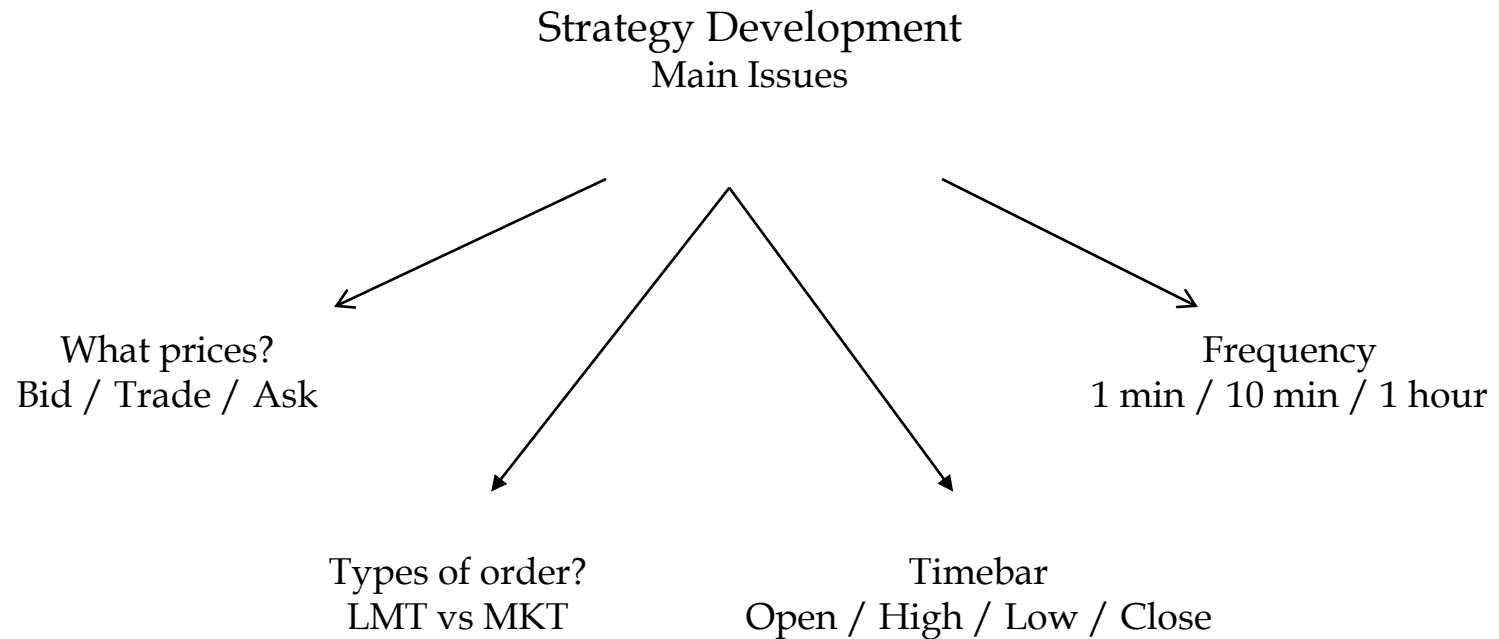 Strategy Development
Main Issues
What prices?
Bid / Trade / Ask
Frequency
1 min / 10 min / 1 hour
Types of order?
LMT vs MKT
Timebar
Open / High / Low / Close